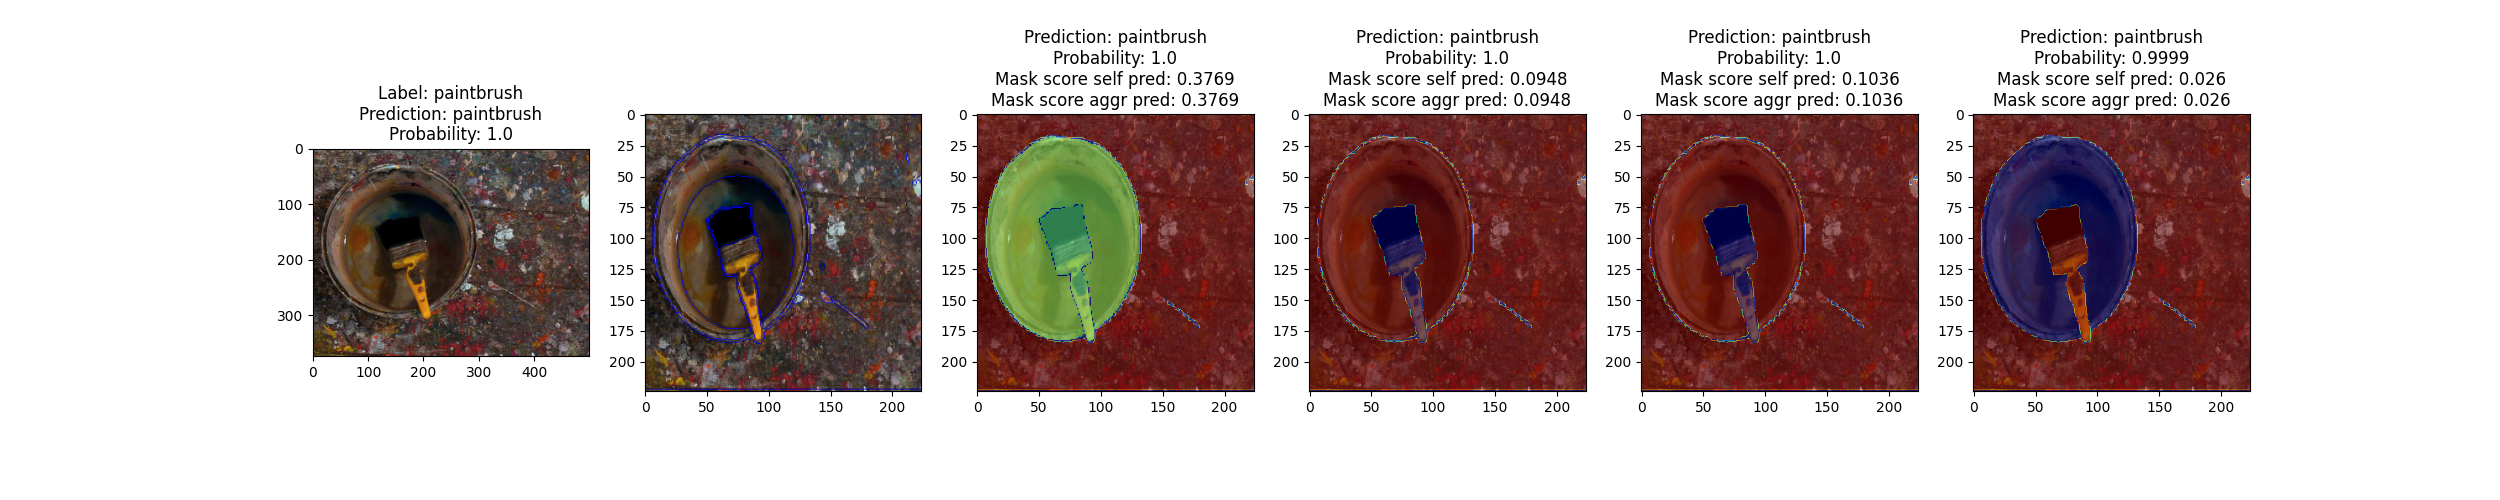 Label: paintbrush
Prediction: paintbrush
Probability: 1.0
0
100
200
300
0 100 200 300 400
0
25
50
75
100
125
150
175
200
0 50 100 150 200
Prediction: paintbrush
Probability: 1.0
Mask score self pred: 0.3769
Mask score aggr pred: 0.3769
0
25
50
75
100
125
150
175
200
0 50 100 150 200
Prediction: paintbrush
Probability: 1.0
Mask score self pred: 0.0948
Mask score aggr pred: 0.0948
0
25
50
75
100
125
150
175
200
0 50 100 150 200
Prediction: paintbrush
Probability: 1.0
Mask score self pred: 0.1036
Mask score aggr pred: 0.1036
0
25
50
75
100
125
150
175
200
0 50 100 150 200
Prediction: paintbrush
Probability: 0.9999
Mask score self pred: 0.026
Mask score aggr pred: 0.026
0
25
50
75
100
125
150
175
200
0 50 100 150 200